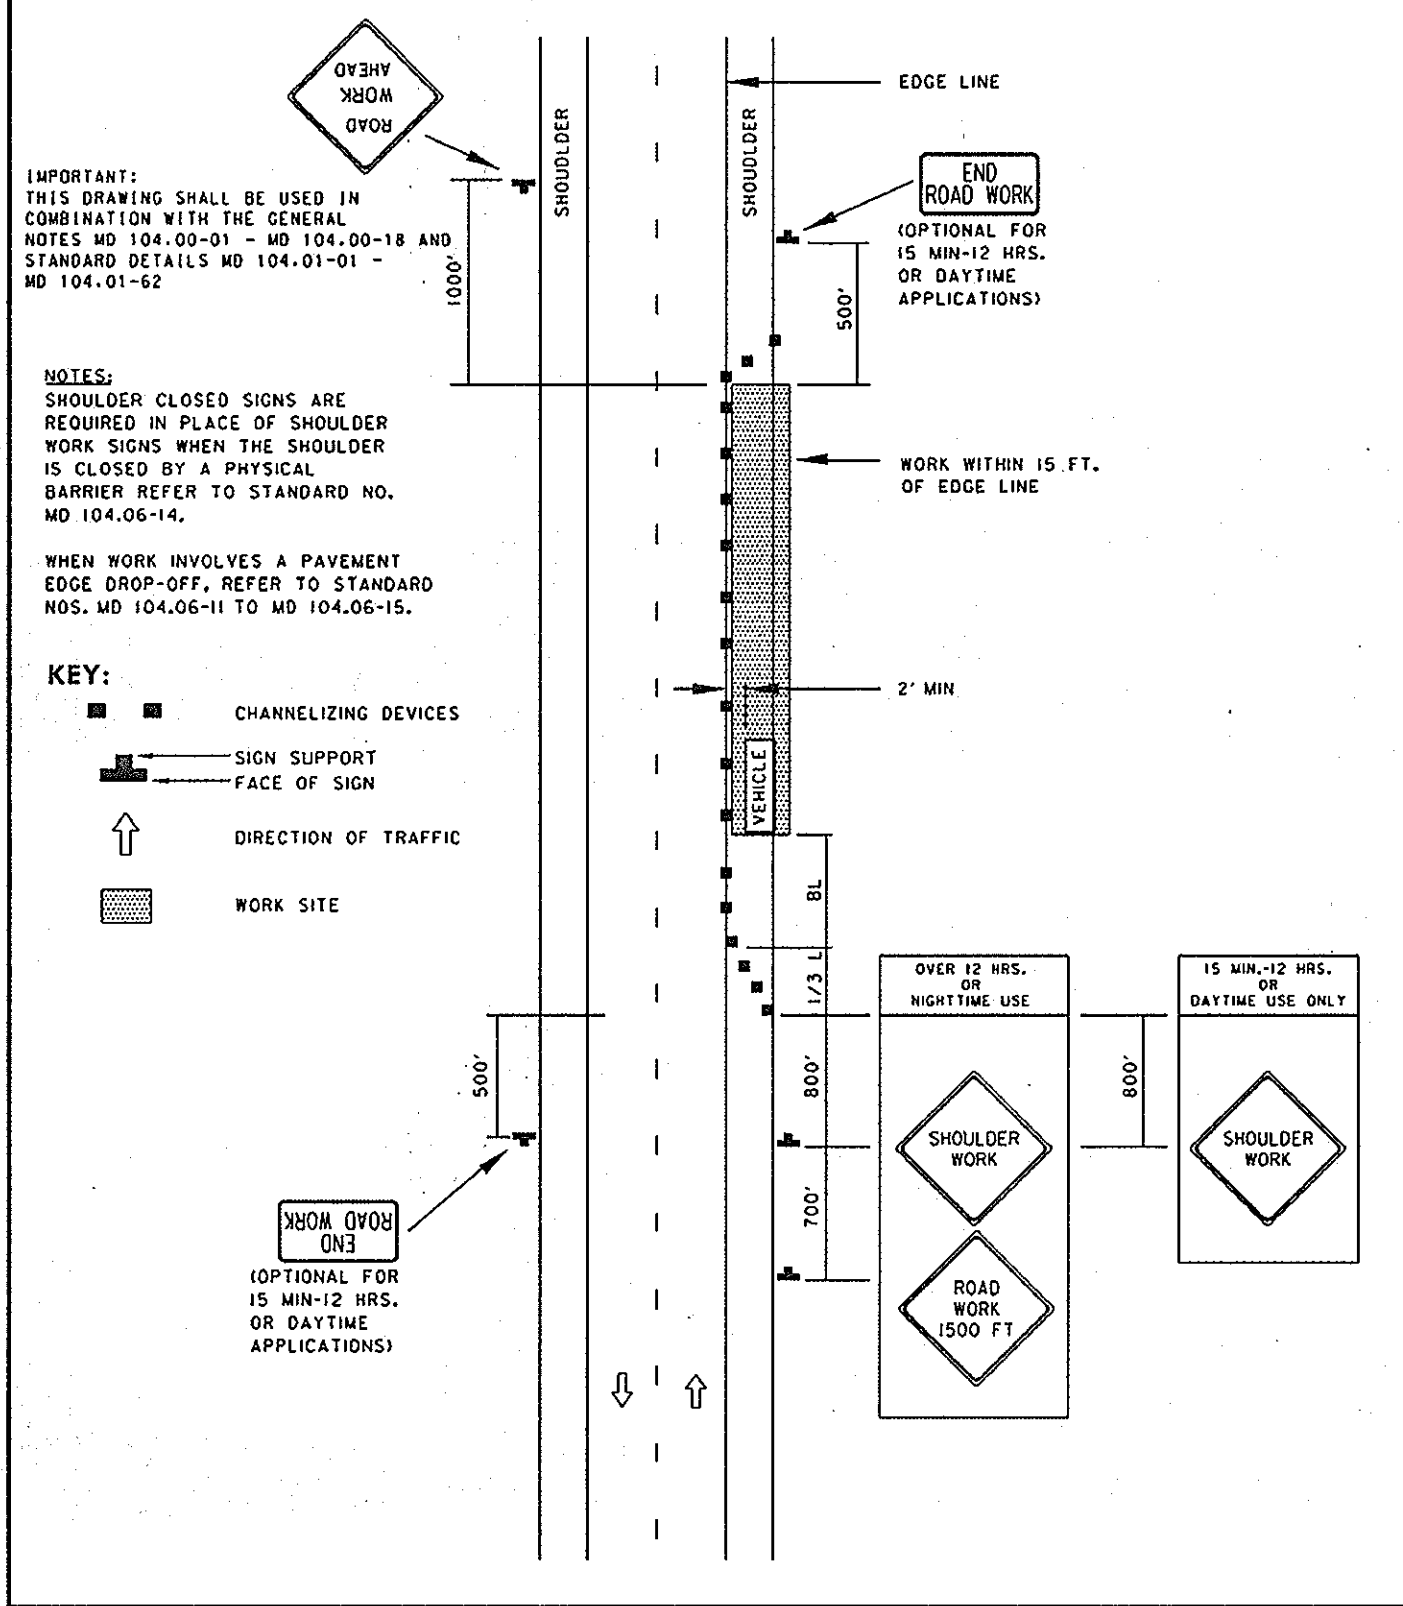 ROAD
WORK
AHEAD
IMPORTANT:
THIS DRAWING SHALL BE USED IN
COMBINATION WITH THE GENERAL
NOTES MD 104.00-01 - MD 104.00-18 AND
STANDARD DETAILS MD 104.01-01 -
MD 104.01-62
NOTES:
SHOULDER CLOSED SIGNS ARE
REQUIRED IN PLACE OF SHOULDER
WORK SIGNS WHEN THE SHOULDER
IS CLOSED BY A PHYSICAL
BARRIER REFER TO STANDARD NO.
MD 104.06-14.
WHEN WORK INVOLVES A PAVEMENT
EDGE DROP-OFF, REFER TO STANDARD
NOS. MD 104.06-11 TO MD 104.06-15.
KEY:
CHANNELIZING DEVICES
SIGN SUPPORT
FACE OF SIGN
DIRECTION OF TRAFFIC
WORK SITE
1000'
SHOUDLER
SHOUDLER
EDGE LINE
END
ROAD WORK
(OPTIONAL FOR
15 MIN-12 HRS.
OR DAYTIME
APPLICATIONS)
500'
WORK WITHIN 15 FT.
OF EDGE LINE
2' MIN
VEHICLE
BL
1/3 L
800'
700'
500'
END
ROAD WORK
(OPTIONAL FOR
15 MIN-12 HRS.
OR DAYTIME
APPLICATIONS)
OVER 12 HRS.
OR
NIGHTTIME USE
SHOULDER
WORK
ROAD
WORK
1500 FT
800'
15 MIN.-12 HRS.
OR
DAYTIME USE ONLY
SHOULDER
WORK